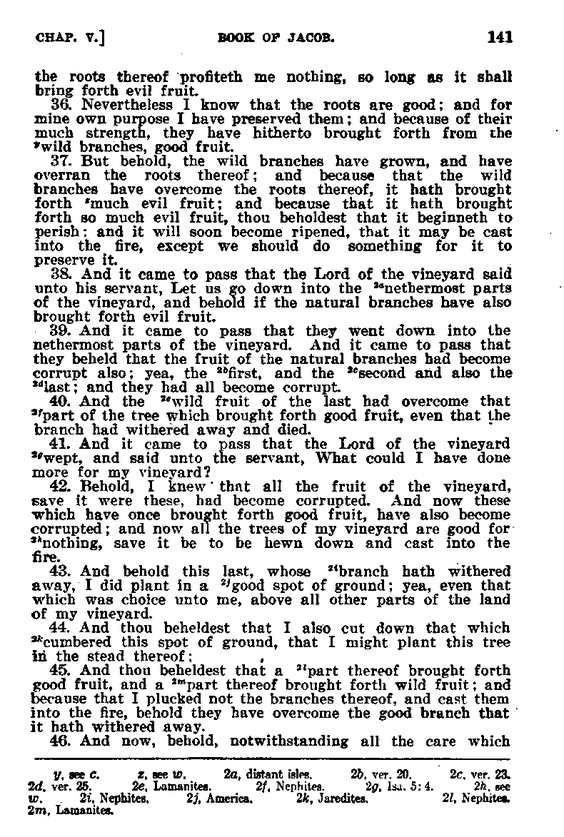 CHAP. V.] BOOK OF JACOB. 141
the roots thereof profiteth me nothing, so long as it shall
bring forth evil fruit.
36. Nevertheless I know that the roots are good; and for
mine own purpose I have preserved them; and because of their
much strength, they have hitherto brought forth from the
ʸwild branches, good fruit.
37. But behold, the wild branches have grown, and have
overran the roots thereof; and because that the wild
branches have overcome the roots thereof, it hath brought
forth ᶻmuch evil fruit; and because that it hath brought
forth so much evil fruit, thou beholdest that it beginneth to
perish; and it will soon become ripened, that it may be cast
into the fire, except we should do something for it to
preserve it.
38. And it came to pass that the Lord of the vineyard said
unto his servant, Let us go down into the ²ᵃnethermost parts
of the vineyard, and behold if the natural branches have also
brought forth evil fruit.
39. And it came to pass that they went down into the
nethermost parts of the vineyard. And it came to pass that
they beheld that the fruit of the natural branches had become
corrupt also; yea, the ²ᵇfirst, and the ²ᶜsecond and also the
²ᵈlast; and they had all become corrupt.
40. And the ²ᵉwild fruit of the last had overcome that
²ᶠpart of the tree which brought forth good fruit, even that the
branch had withered away and died.
41. And it came to pass that the Lord of the vineyard
²ᵍwept, and said unto the servant, What could I have done
more for my vineyard?
42. Behold, I knew that all the fruit of the vineyard,
save it were these, had become corrupted. And now these
which have once brought forth good fruit, have also become
corrupted; and now all the trees of my vineyard are good for
²ʰnothing, save it be to be hewn down and cast into the
fire.
43. And behold this last, whose ²ⁱbranch hath withered
away, I did plant in a ²ʲgood spot of ground; yea, even that
which was choice unto me, above all other parts of the land
of my vineyard.
44. And thou beheldest that I also cut down that which
²ᵏcumbered this spot of ground, that I might plant this tree
in the stead thereof:
45. And thou beheldest that a ²ˡpart thereof brought forth
good fruit, and a ²ᵐpart thereof brought forth wild fruit; and
because that I plucked not the branches thereof, and cast them
into the fire, behold they have overcome the good branch that
it hath withered away.
46. And now, behold, notwithstanding all the care which
y, see c. z, see w. 2a, distant isles. 2b, ver. 20. 2c. ver. 23.
2d. ver. 25. 2e, Lamanites. 2f, Nephites. 2g, Isa. 5:4. 2h, see
w. 2i, Nephites. 2j, America. 2k, Jaredites. 2l, Nephites.
2m, Lamanites.